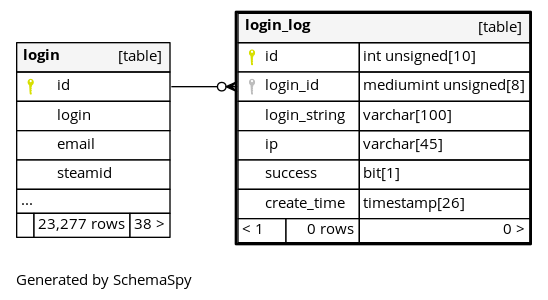 login [table]
id
login
email
steamid
...
23,277 rows 38 >
login_log [table]
id int unsigned[10]
login_id mediumint unsigned[8]
login_string varchar[100]
ip varchar[45]
success bit[1]
create_time timestamp[26]
< 1 0 rows 0 >
Generated by SchemaSpy